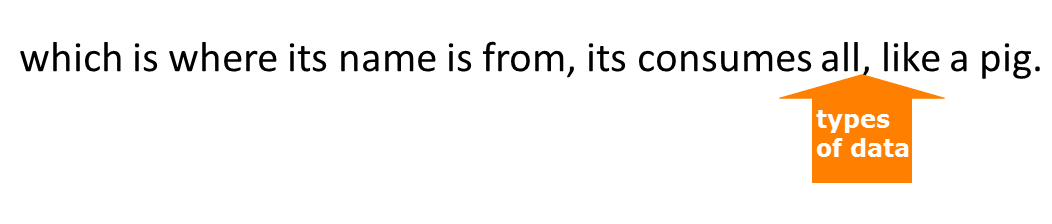 which is where its name is from, its consumes all, like a pig.
types
of data